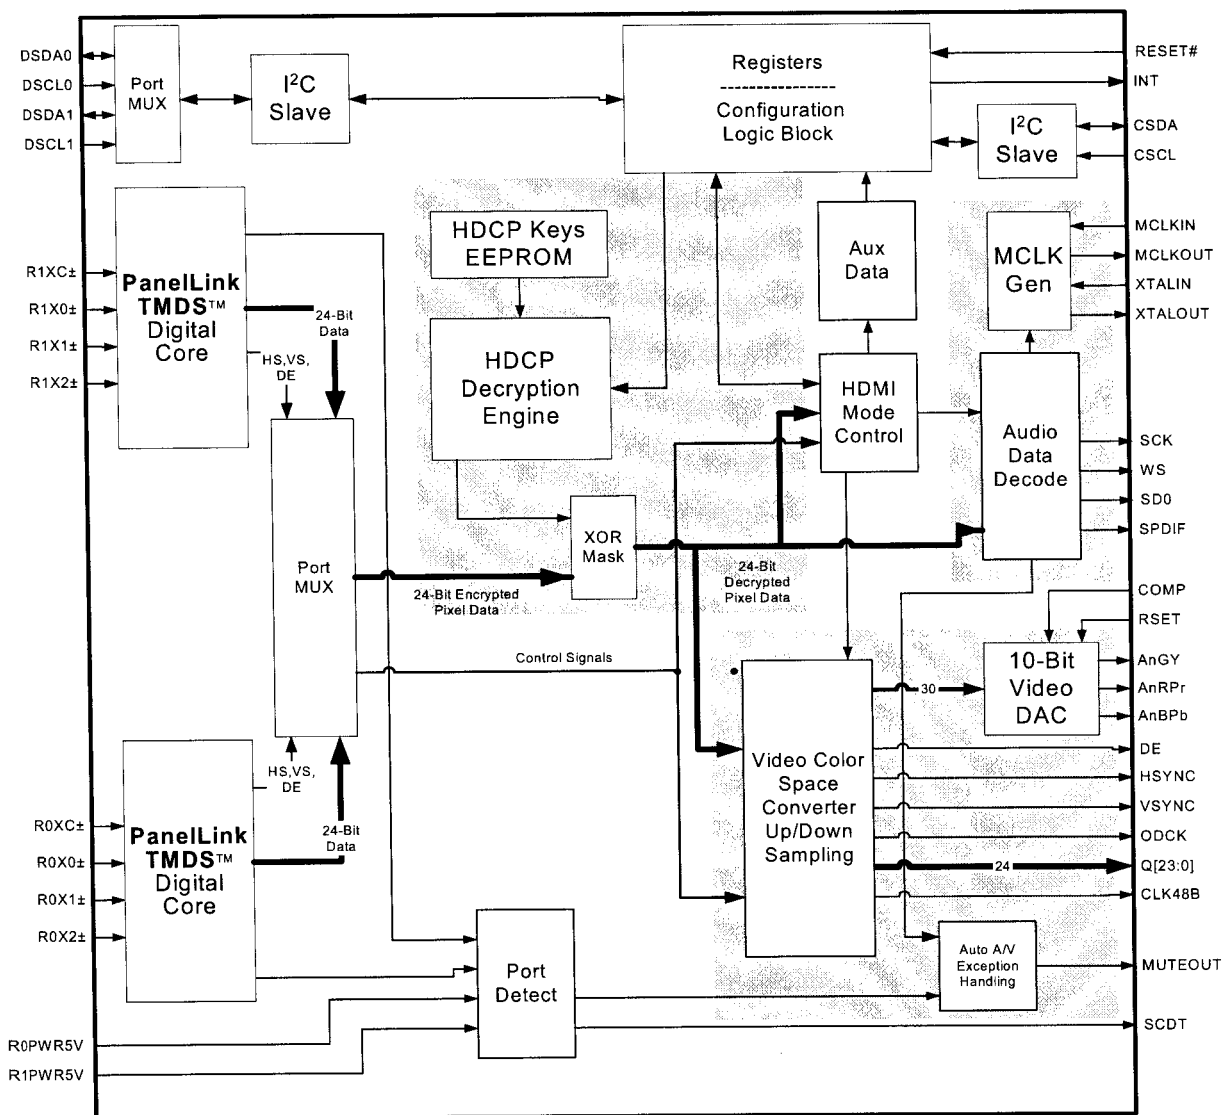 DSDA0
DSCL0
DSDA1
DSCL1
Port
MUX
I²C
Slave
Registers
Configuration
Logic Block
RESET#
INT
I²C
Slave
CSDA
CSCL
HDCP Keys
EEPROM
Aux
Data
MCLK
Gen
MCLKIN
MCLKOUT
XTALIN
XTALOUT
R1XC±
R1X0±
R1X1±
R1X2±
PanelLink
TMDS™
Digital
Core
24-Bit
Data
HS,VS,
DE
HDCP
Decryption
Engine
HDMI
Mode
Control
Audio
Data
Decode
SCK
WS
SD0
SPDIF
XOR
Mask
Port
MUX
24-Bit Encrypted
Pixel Data
24-Bit
Decrypted
Pixel Data
Control Signals
COMP
RSET
10-Bit
Video
DAC
AnGY
AnRPr
AnBPb
30
Video Color
Space
Converter
Up/Down
Sampling
DE
HSYNC
VSYNC
ODCK
24
Q[23:0]
CLK48B
HS,VS,
DE
24-Bit
Data
R0XC±
R0X0±
R0X1±
R0X2±
PanelLink
TMDS™
Digital
Core
Port
Detect
Auto A/V
Exception
Handling
MUTEOUT
SCDT
R0PWR5V
R1PWR5V